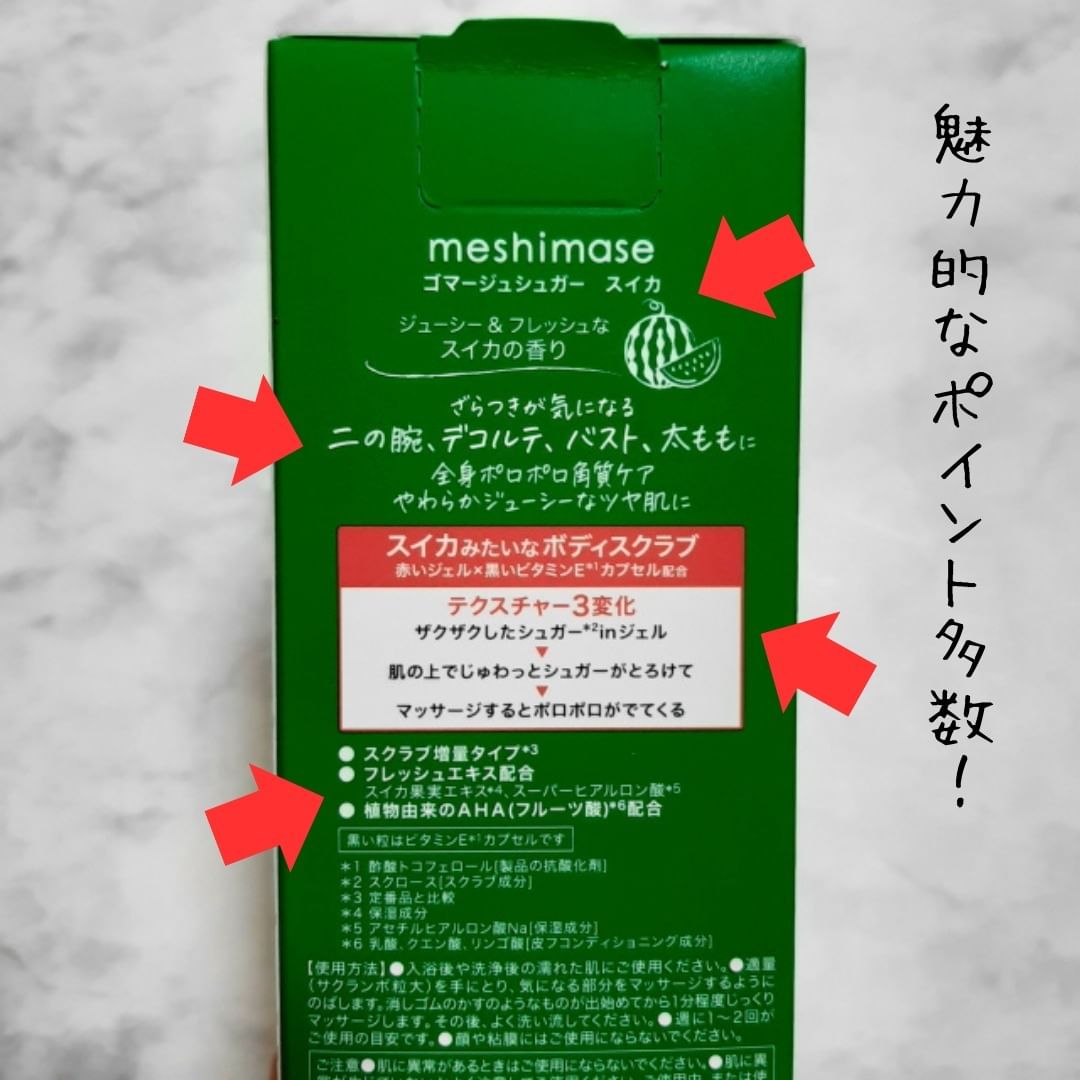 魅力的なポイント多数！
meshimase
ゴマージュシュガー　スイカ
ジューシー＆フレッシュな
スイカの香り
ざらつきが気になる
二の腕、デコルテ、バスト、太ももに
全身ポロポロ角質ケア
やわらかジューシーなツヤ肌に
スイカみたいなボディスクラブ
赤いジェル×黒いビタミンE*1カプセル配合
テクスチャー3変化
ザクザクしたシュガー*2inジェル
▼
肌の上でじゅわっとシュガーがとろけて
▼
マッサージするとポロポロがでてくる
●スクラブ増量タイプ*3
●フレッシュエキス配合
スイカ果実エキス*4、スーパーヒアルロン酸*5
●植物由来のAHA(フルーツ酸)*6配合
黒い粒はビタミンE*1カプセルです
*1 酢酸トコフェロール[製品の抗酸化剤]
*2 スクロース[スクラブ成分]
*3 定番品と比較
*4 保湿成分
*5 アセチルヒアルロン酸Na[保湿成分]
*6 乳酸、クエン酸、リンゴ酸[皮フコンディショニング成分]
【使用方法】●入浴後や洗浄後の濡れた肌にご使用ください。●適量
(サクランボ粒大)を手にとり、気になる部分をマッサージするように
のばします。消しゴムのかすのようなものが出始めてから1分程度じっくり
マッサージします。その後、よく洗い流してください。●週に1〜2回が
ご使用の目安です。●顔や粘膜にはご使用にならないでください。
ご注意●肌に異常があるときはご使用にならないでください。●肌に異